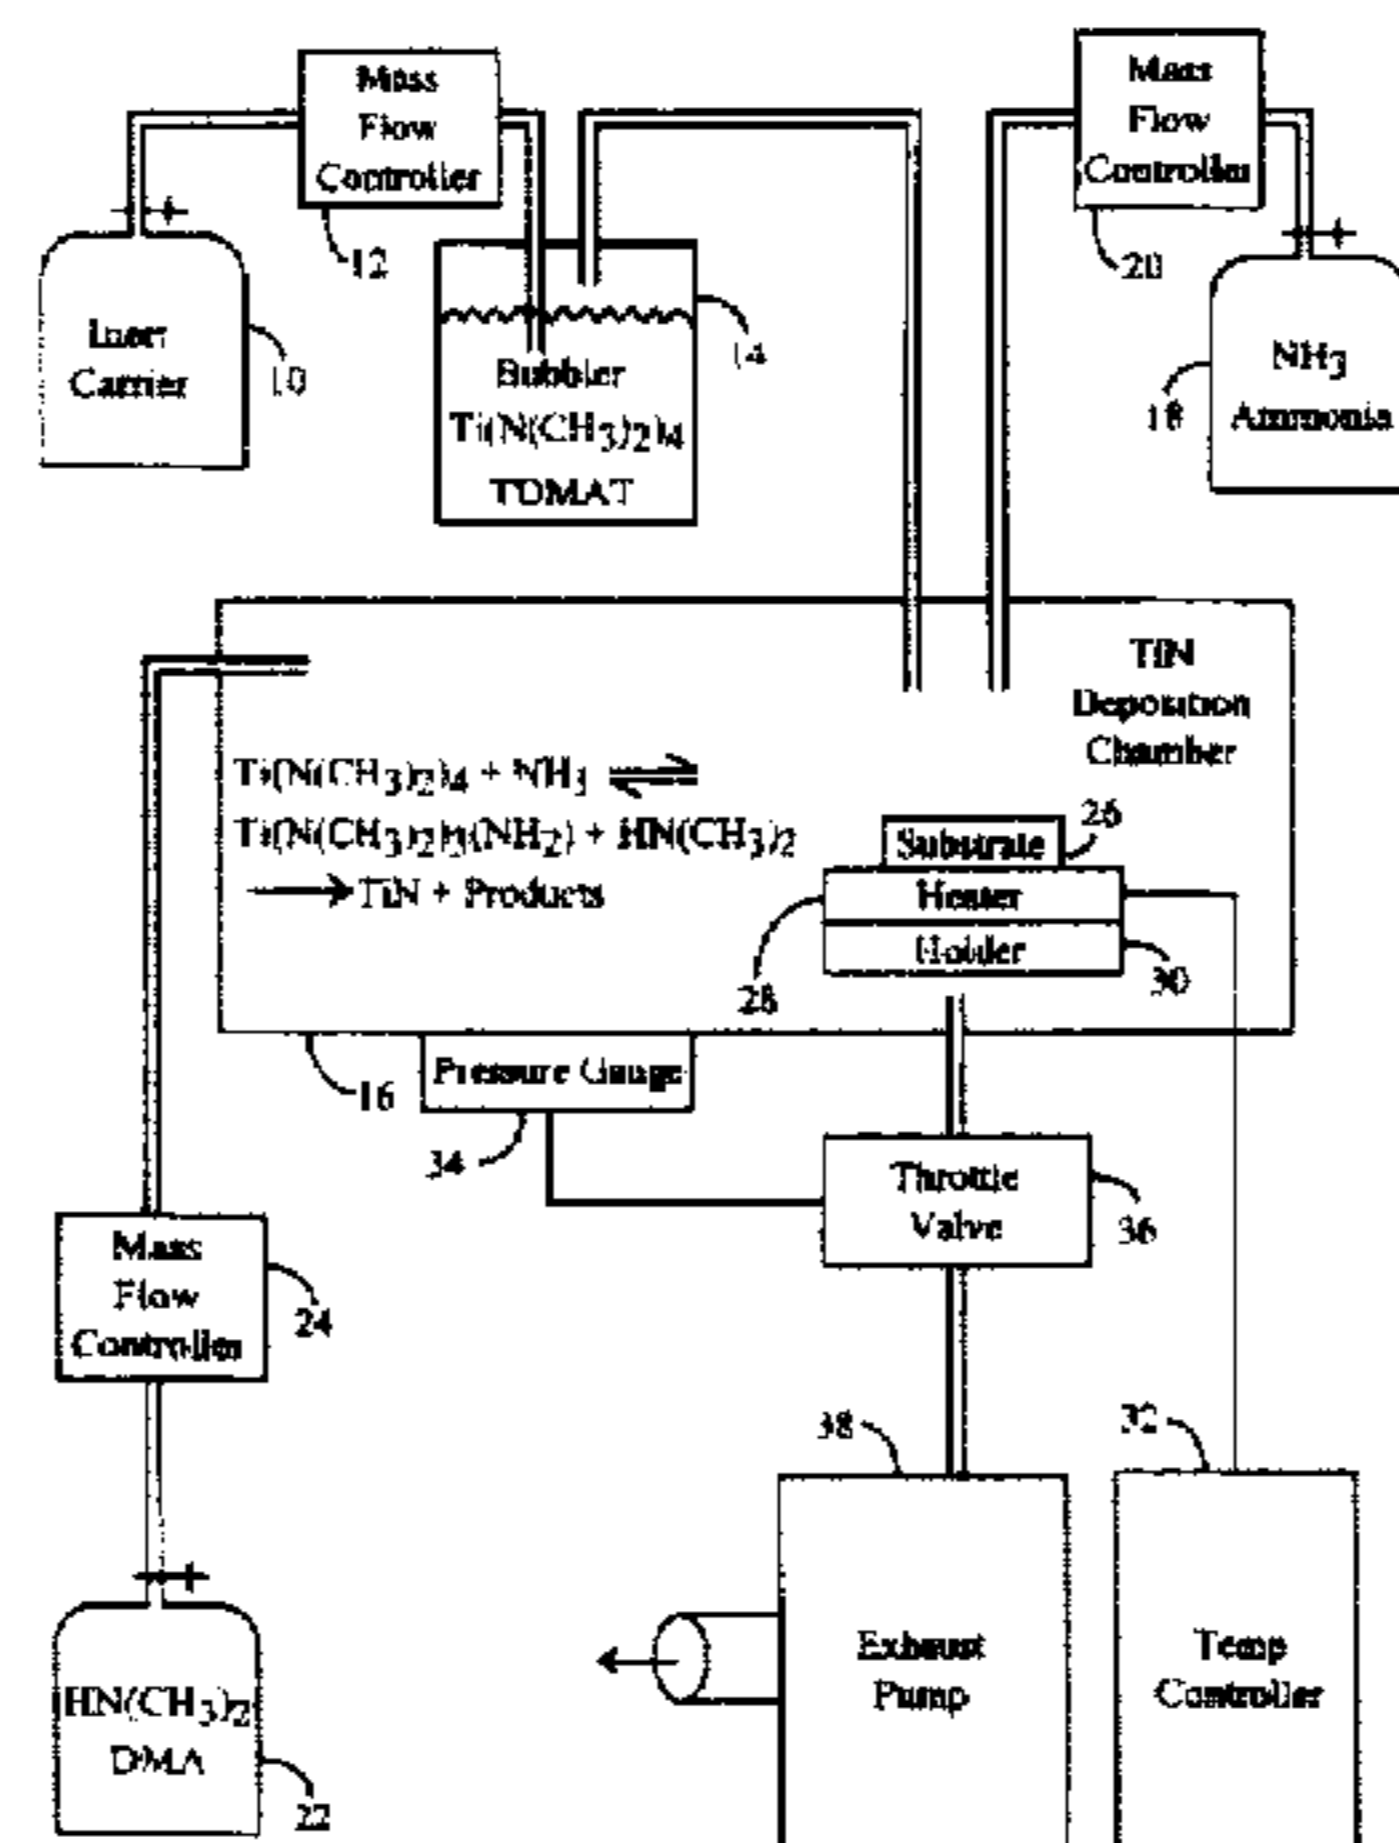 Mass
Flow
Controller
12
Inert
Carrier
10
Bubbler
Ti(N(CH3)2)4
TDMAT
14
Mass
Flow
Controller
20
NH3
Ammonia
18
TiN
Deposition
Chamber
Ti(N(CH3)2)4 + NH3 ⇌
Ti(N(CH3)2)3(NH2) + HN(CH3)2
→ TiN + Products
26
Substrate
Heater
Holder
28
30
16
Pressure Gauge
34
Throttle
Valve
36
Mass
Flow
Controller
24
38
32
Exhaust
Pump
Temp
Controller
HN(CH3)2
DMA
22